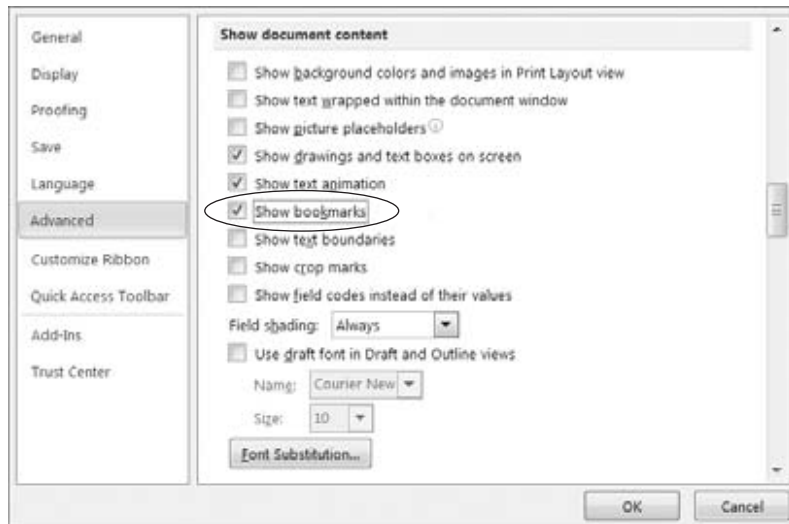 General
Display
Proofing
Save
Language
Advanced
Customize Ribbon
Quick Access Toolbar
Add-Ins
Trust Center
Show document content
Show background colors and images in Print Layout view
Show text wrapped within the document window
Show picture placeholders
Show drawings and text boxes on screen
Show text animation
Show bookmarks
Show text boundaries
Show crop marks
Show field codes instead of their values
Field shading: Always
Use draft font in Draft and Outline views
Name: Courier New
Size: 10
Font Substitution...
OK Cancel